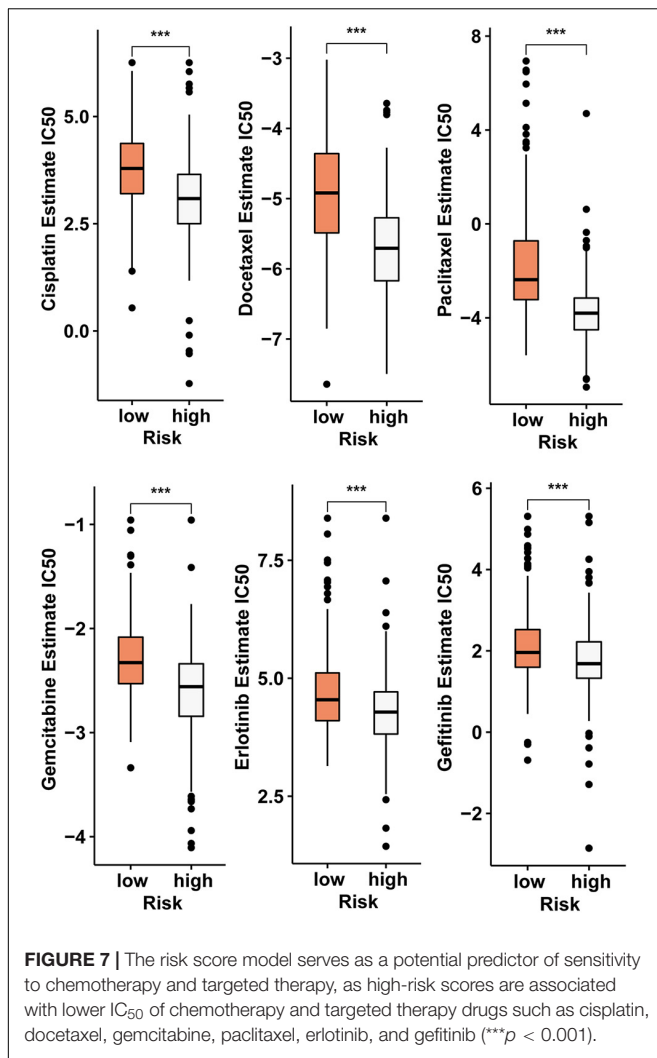 ***
Cisplatin Estimate IC50
5.0
2.5
0.0
low high
Risk
***
Docetaxel Estimate IC50
−3
−4
−5
−6
−7
low high
Risk
***
Paclitaxel Estimate IC50
8
4
0
−4
low high
Risk
***
Gemcitabine Estimate IC50
−1
−2
−3
−4
low high
Risk
***
Erlotinib Estimate IC50
7.5
5.0
2.5
low high
Risk
***
Gefitinib Estimate IC50
6
4
2
0
−2
low high
Risk
FIGURE 7 | The risk score model serves as a potential predictor of sensitivity
to chemotherapy and targeted therapy, as high-risk scores are associated
with lower IC50 of chemotherapy and targeted therapy drugs such as cisplatin,
docetaxel, gemcitabine, paclitaxel, erlotinib, and gefitinib (***p < 0.001).